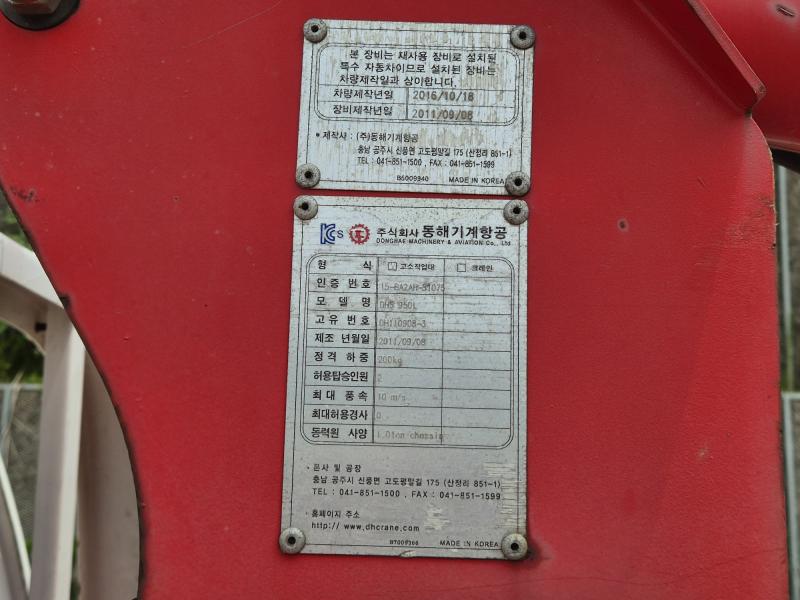 본 장비는 재사용 장비로 설치된
특수 자동차이므로 설치된 장비는
차량제작일과 상이합니다.
차량제작년일 2016/10/18
장비제작년일 2011/09/08
• 제작사 : (주)동해기계항공
충남 공주시 신풍면 고도평말길 175 (산정리 851-1)
TEL : 041-851-1500 , FAX : 041-851-1599
B6009940 MADE IN KOREA
KCs 주식회사 동해기계항공
DONGHAE MACHINERY & AVIATION Co., Ltd
형 식 고소작업대 크레인
인증 번호 15-BA2AH-S1075
모 델 명 DHS 950L
고유 번호 DH110908-3
제조 년월일 2011/09/08
정격 하중 200kg
허용탑승인원 2
최대 풍속 10 m/s
최대허용경사 0
동력원 사양 1.0ton chassis
• 본사 및 공장
충남 공주시 신풍면 고도평말길 175 (산정리 851-1)
TEL : 041-851-1500 , FAX : 041-851-1599
• 홈페이지 주소
http:// www.dhcrane.com
MADE IN KOREA